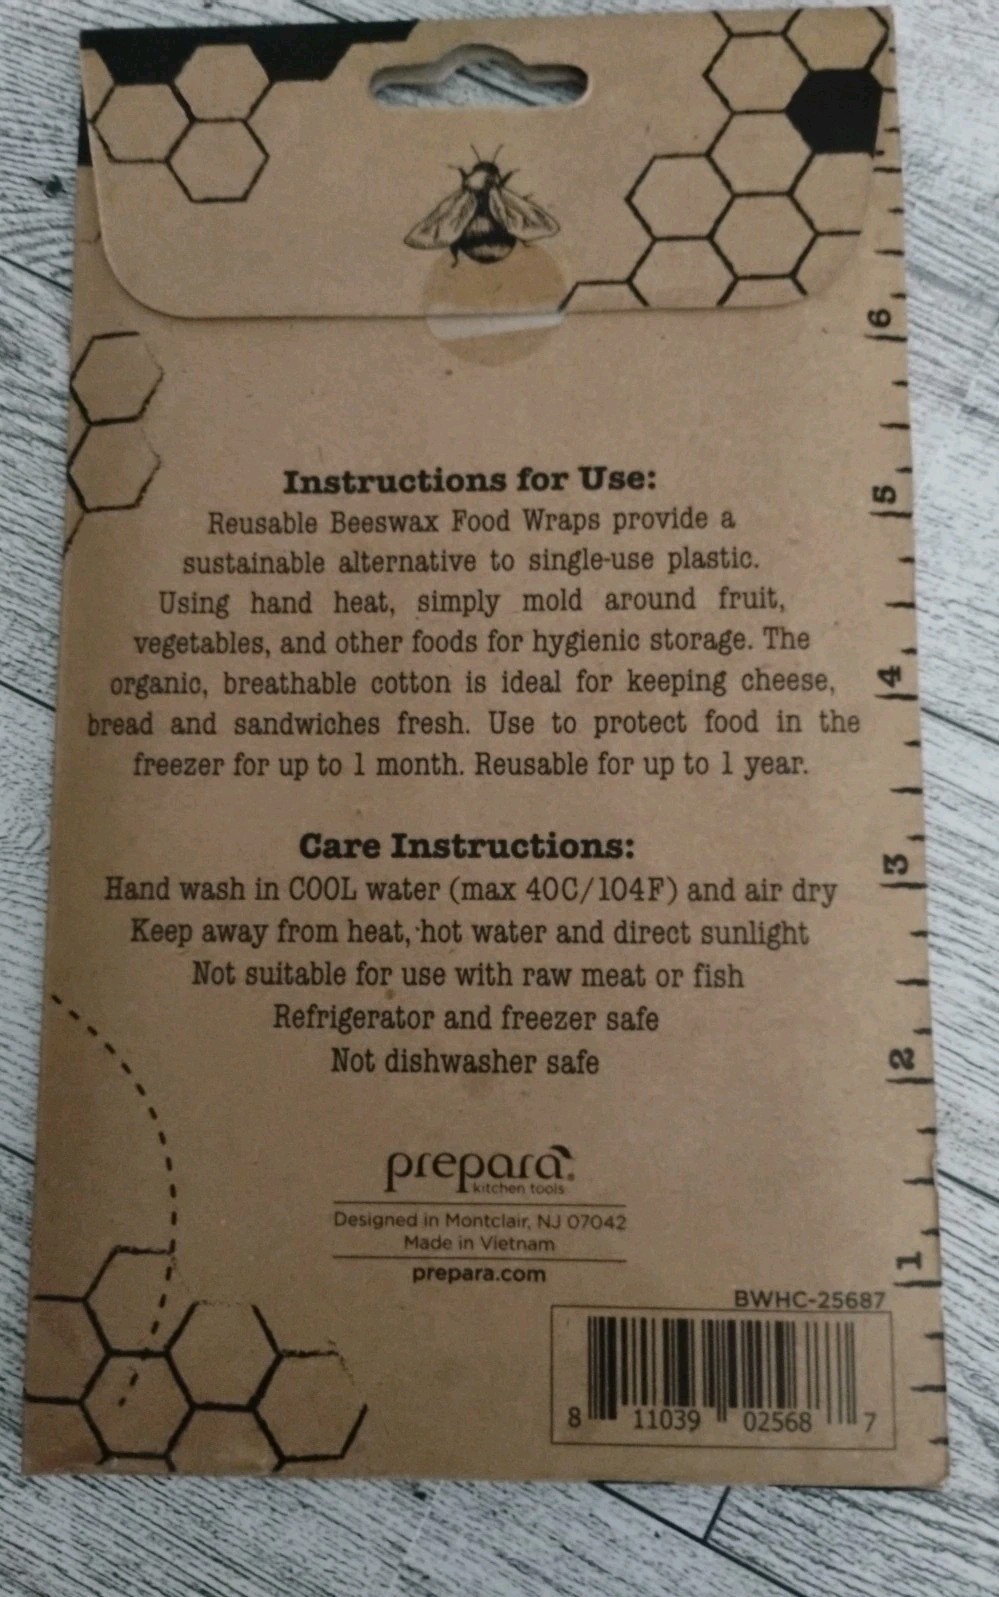 Instructions for Use:
Reusable Beeswax Food Wraps provide a
sustainable alternative to single-use plastic.
Using hand heat, simply mold around fruit,
vegetables, and other foods for hygienic storage. The
organic, breathable cotton is ideal for keeping cheese,
bread and sandwiches fresh. Use to protect food in the
freezer for up to 1 month. Reusable for up to 1 year.
Care Instructions:
Hand wash in COOL water (max 40C/104F) and air dry
Keep away from heat, hot water and direct sunlight
Not suitable for use with raw meat or fish
Refrigerator and freezer safe
Not dishwasher safe
prepara®
kitchen tools
Designed in Montclair, NJ 07042
Made in Vietnam
prepara.com
BWHC-25687
8 11039 02568 7
6
5
4
3
2
1